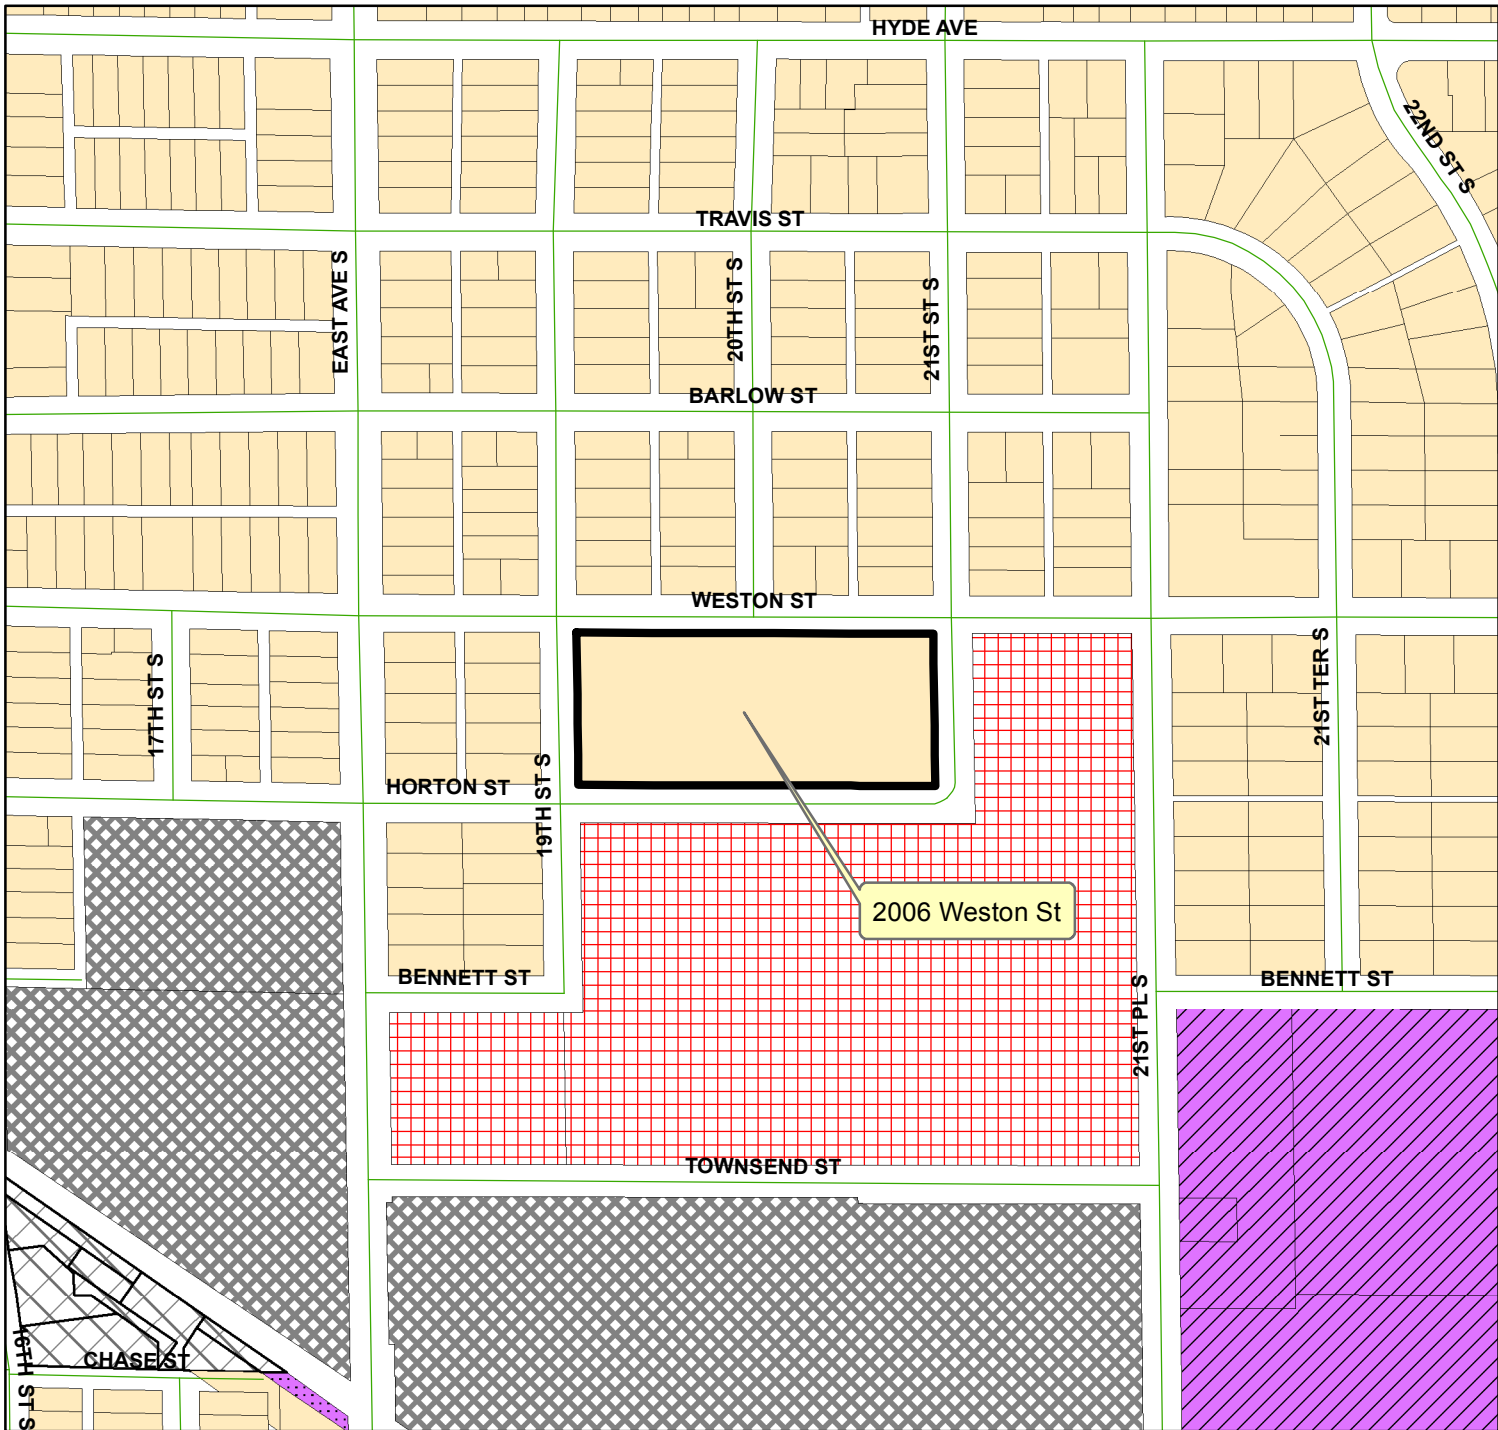 HYDE AVE
22ND ST S
TRAVIS ST
EAST AVE S
20TH ST S
21ST ST S
BARLOW ST
WESTON ST
17TH ST S
21ST TER S
HORTON ST
19TH ST S
2006 Weston St
BENNETT ST
BENNETT ST
21ST PL S
TOWNSEND ST
16TH ST S
CHASE ST